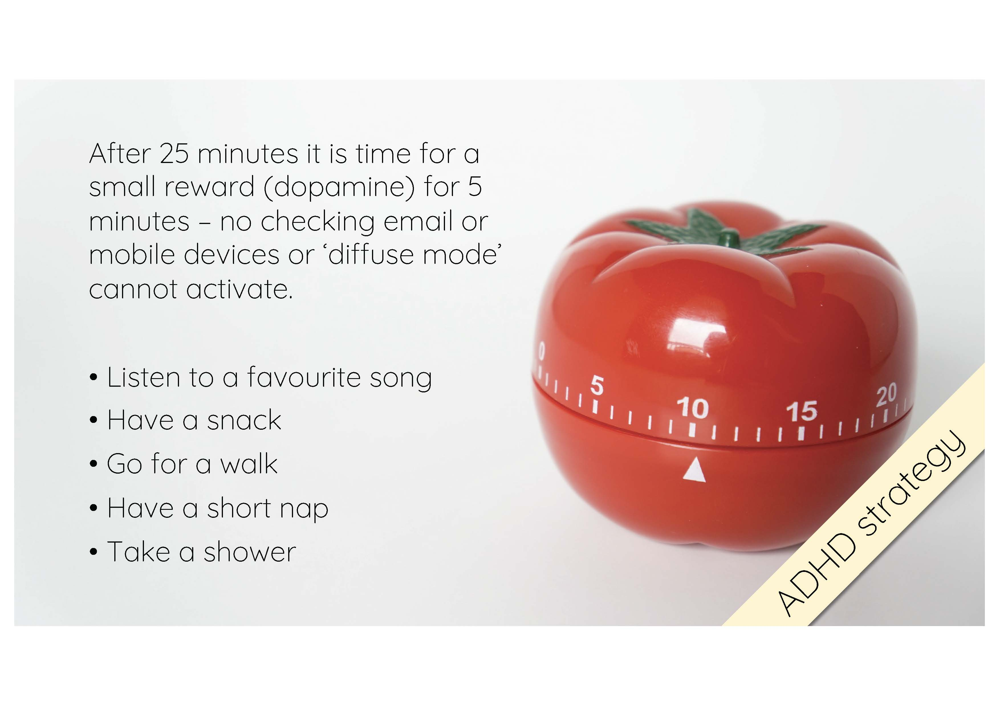 After 25 minutes it is time for a
small reward (dopamine) for 5
minutes – no checking email or
mobile devices or ‘diffuse mode’
cannot activate.
• Listen to a favourite song
• Have a snack
• Go for a walk
• Have a short nap
• Take a shower
0
5
10
15
20
ADHD strategy